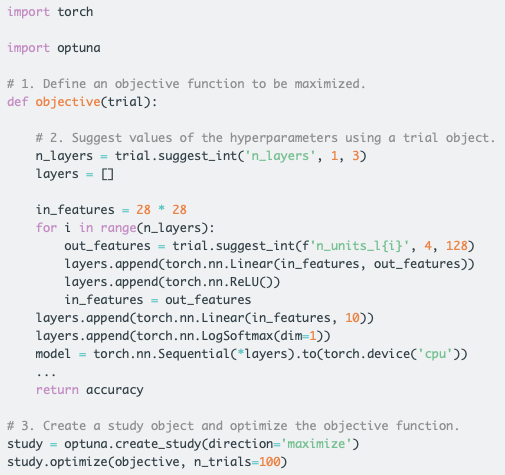 import torch

import optuna

# 1. Define an objective function to be maximized.
def objective(trial):

    # 2. Suggest values of the hyperparameters using a trial object.
    n_layers = trial.suggest_int('n_layers', 1, 3)
    layers = []

    in_features = 28 * 28
    for i in range(n_layers):
        out_features = trial.suggest_int(f'n_units_l{i}', 4, 128)
        layers.append(torch.nn.Linear(in_features, out_features))
        layers.append(torch.nn.ReLU())
        in_features = out_features
    layers.append(torch.nn.Linear(in_features, 10))
    layers.append(torch.nn.LogSoftmax(dim=1))
    model = torch.nn.Sequential(*layers).to(torch.device('cpu'))
    ...
    return accuracy

# 3. Create a study object and optimize the objective function.
study = optuna.create_study(direction='maximize')
study.optimize(objective, n_trials=100)